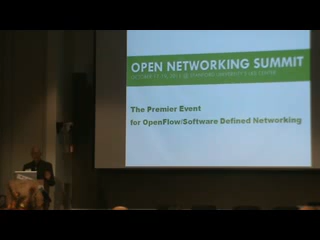 OPEN NETWORKING SUMMIT
The Premier Event
for OpenFlow/Software Defined Networking